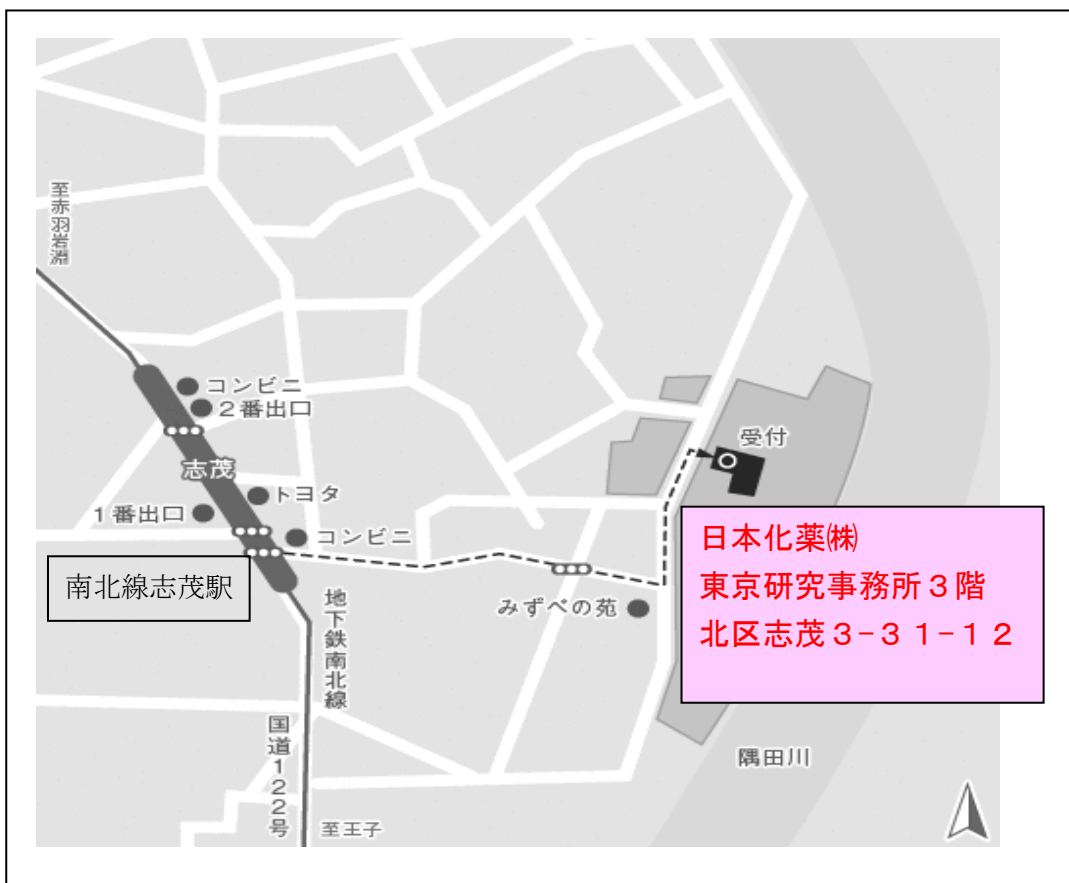 至赤羽岩淵
コンビニ
２番出口
志茂
トヨタ
１番出口
コンビニ
南北線志茂駅
地下鉄南北線
国道１２２号
至王子
みずべの苑
受付
日本化薬㈱
東京研究事務所３階
北区志茂３−３１−１２
隅田川